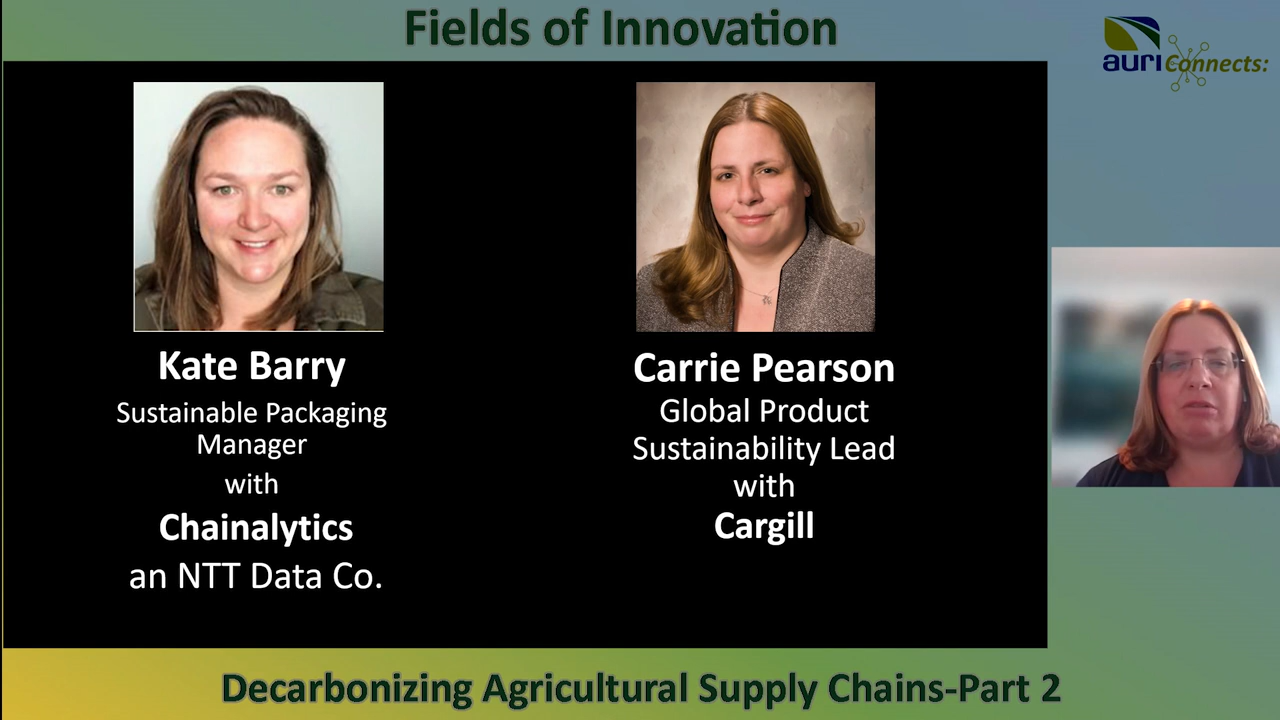 Fields of Innovation
auri Connects:
Kate Barry
Sustainable Packaging
Manager
with
Chainalytics
an NTT Data Co.
Carrie Pearson
Global Product
Sustainability Lead
with
Cargill
Decarbonizing Agricultural Supply Chains-Part 2